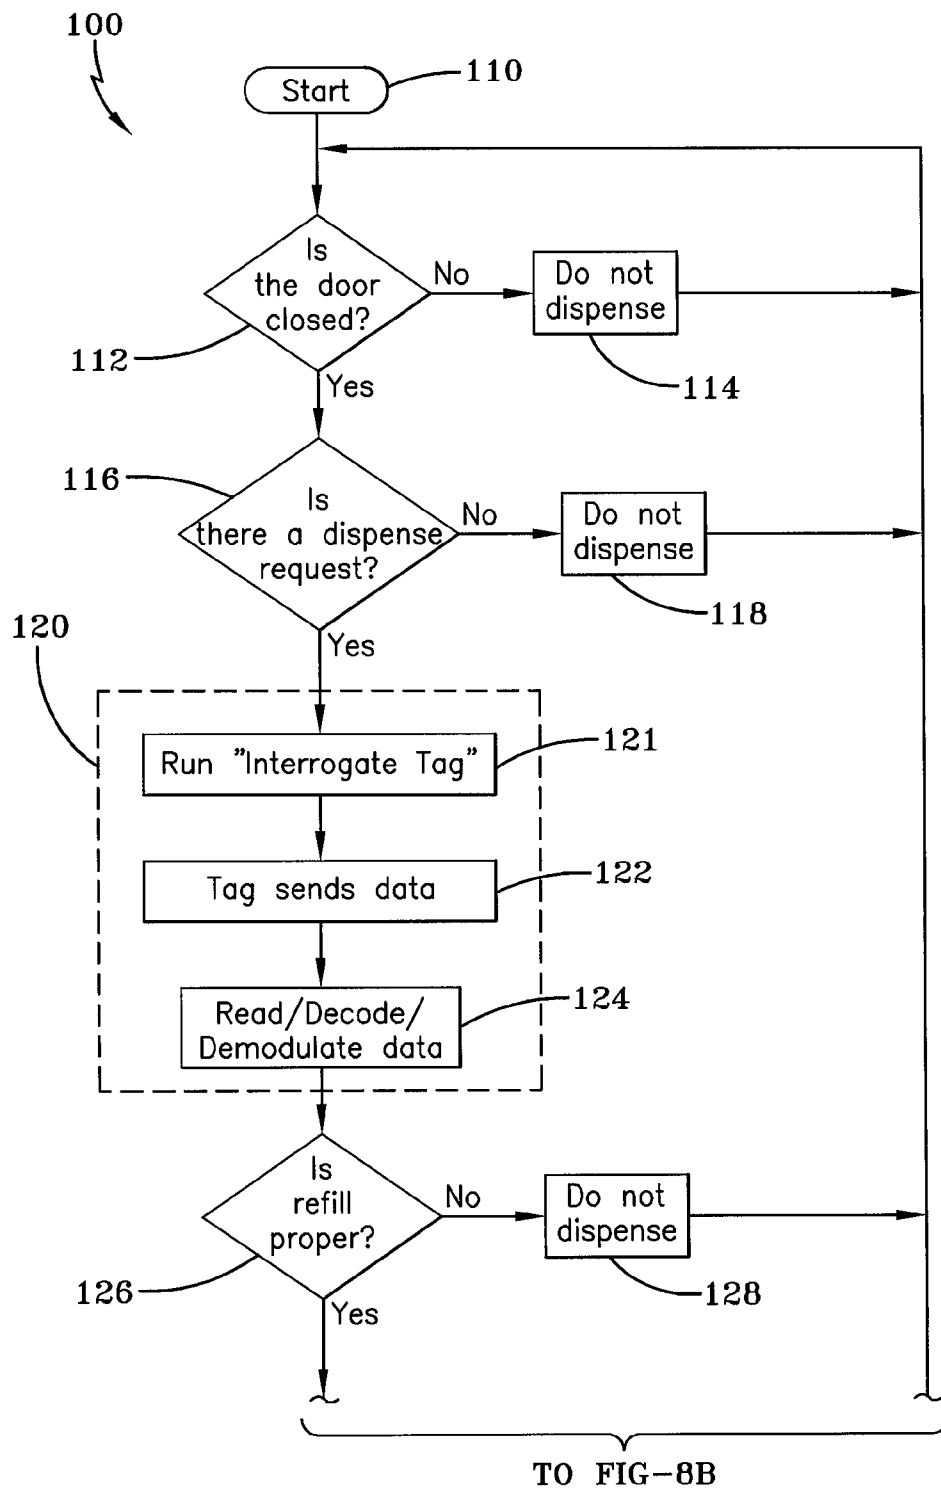 100
Start
110
Is
the door
closed?
112
No
Do not
dispense
114
Yes
116
Is
there a dispense
request?
No
Do not
dispense
118
Yes
120
Run "Interrogate Tag"
121
Tag sends data
122
Read/Decode/
Demodulate data
124
Is
refill
proper?
126
No
Do not
dispense
128
Yes
TO FIG-8B